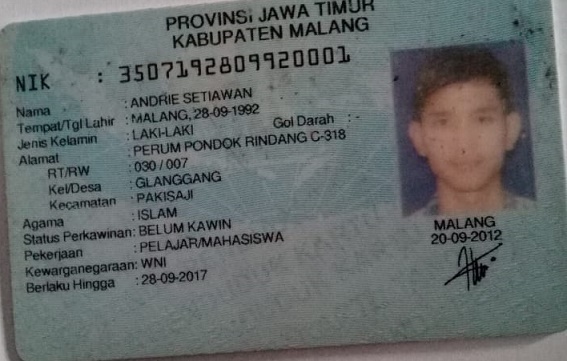 PROVINSI JAWA TIMUR
KABUPATEN MALANG
NIK : 3507192809920001
Nama : ANDRIE SETIAWAN
Tempat/Tgl Lahir : MALANG, 28-09-1992
Jenis Kelamin : LAKI-LAKI Gol Darah : -
Alamat : PERUM PONDOK RINDANG C-318
RT/RW : 030 / 007
Kel/Desa : GLANGGANG
Kecamatan : PAKISAJI
Agama : ISLAM
Status Perkawinan: BELUM KAWIN
Pekerjaan : PELAJAR/MAHASISWA
Kewarganegaraan: WNI
Berlaku Hingga : 28-09-2017
MALANG
20-09-2012